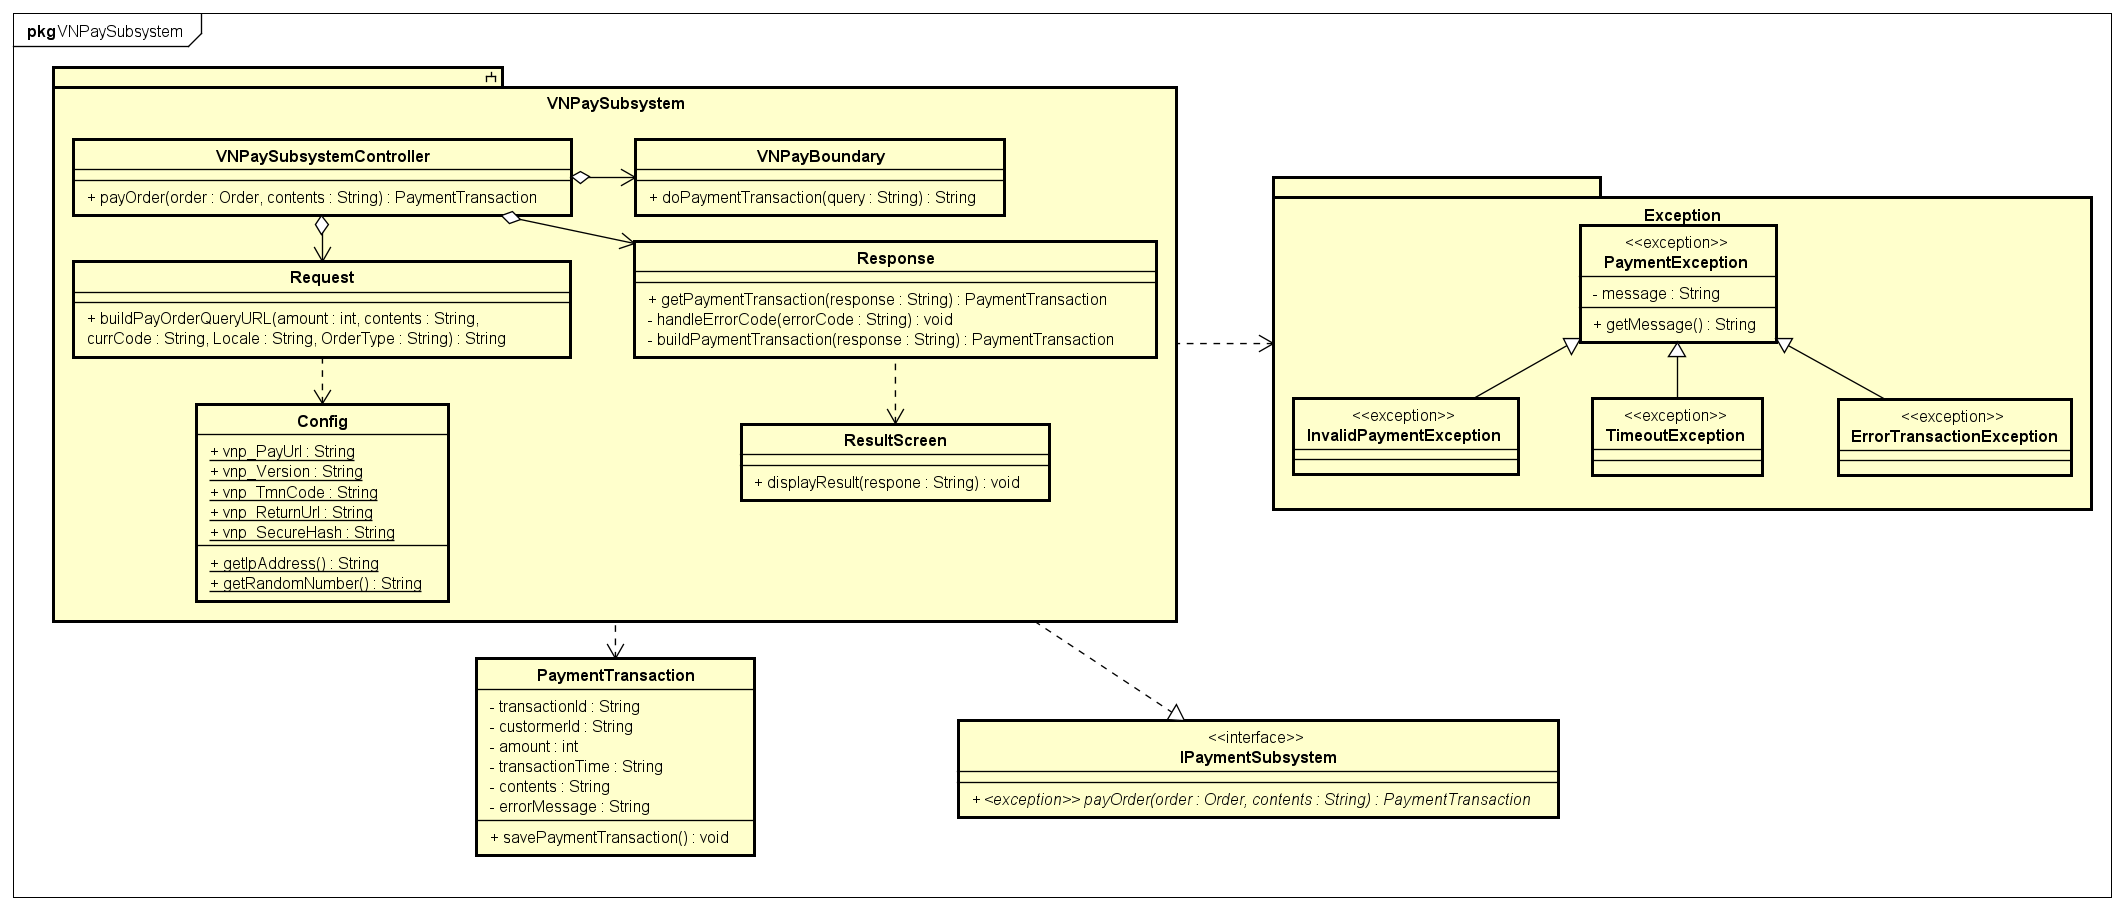 pkg VNPaySubsystem
VNPaySubsystem
VNPaySubsystemController
+ payOrder(order : Order, contents : String) : PaymentTransaction
VNPayBoundary
+ doPaymentTransaction(query : String) : String
Request
+ buildPayOrderQueryURL(amount : int, contents : String,
currCode : String, Locale : String, OrderType : String) : String
Response
+ getPaymentTransaction(response : String) : PaymentTransaction
- handleErrorCode(errorCode : String) : void
- buildPaymentTransaction(response : String) : PaymentTransaction
Config
+ vnp_PayUrl : String
+ vnp_Version : String
+ vnp_TmnCode : String
+ vnp_ReturnUrl : String
+ vnp_SecureHash : String
+ getIpAddress() : String
+ getRandomNumber() : String
ResultScreen
+ displayResult(respone : String) : void
Exception
<<exception>>
PaymentException
- message : String
+ getMessage() : String
<<exception>>
InvalidPaymentException
<<exception>>
TimeoutException
<<exception>>
ErrorTransactionException
PaymentTransaction
- transactionId : String
- custormerId : String
- amount : int
- transactionTime : String
- contents : String
- errorMessage : String
+ savePaymentTransaction() : void
<<interface>>
IPaymentSubsystem
+ <exception>> payOrder(order : Order, contents : String) : PaymentTransaction